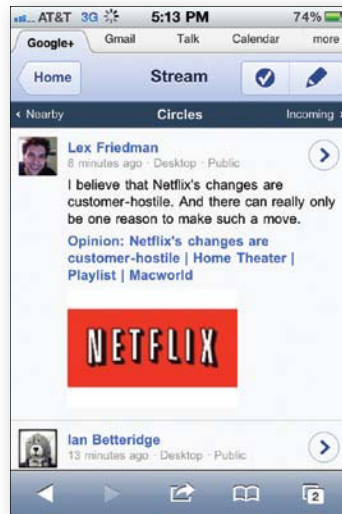 AT&T 3G 5:13 PM 74%
Google+ Gmail Talk Calendar more
Home Stream
‹ Nearby Circles Incoming ›
Lex Friedman
8 minutes ago · Desktop · Public
I believe that Netflix's changes are
customer-hostile. And there can really only
be one reason to make such a move.
Opinion: Netflix's changes are
customer-hostile | Home Theater |
Playlist | Macworld
NETFLIX
Ian Betteridge
13 minutes ago · Desktop · Public
2